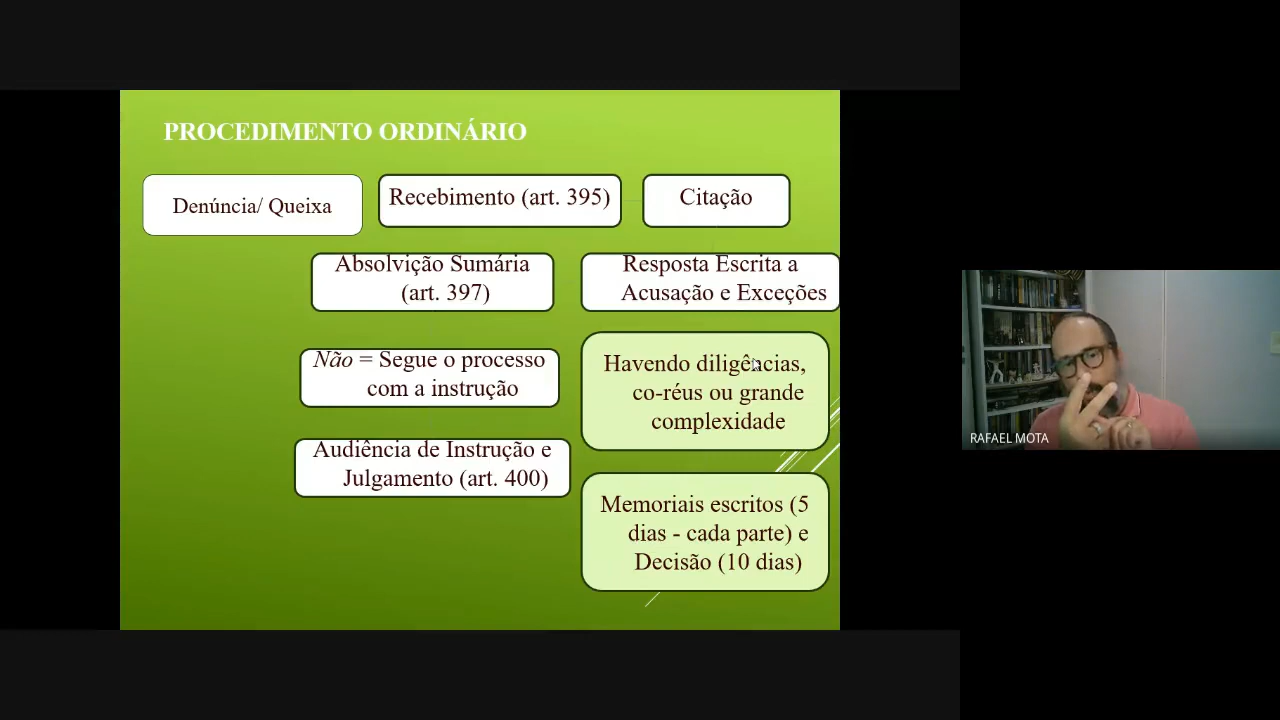 PROCEDIMENTO ORDINÁRIO
Denúncia/ Queixa
Recebimento (art. 395)
Citação
Absolvição Sumária
(art. 397)
Resposta Escrita a
Acusação e Exceções
Não = Segue o processo
com a instrução
Havendo diligências,
co-réus ou grande
complexidade
Audiência de Instrução e
Julgamento (art. 400)
Memoriais escritos (5
dias - cada parte) e
Decisão (10 dias)
RAFAEL MOTA